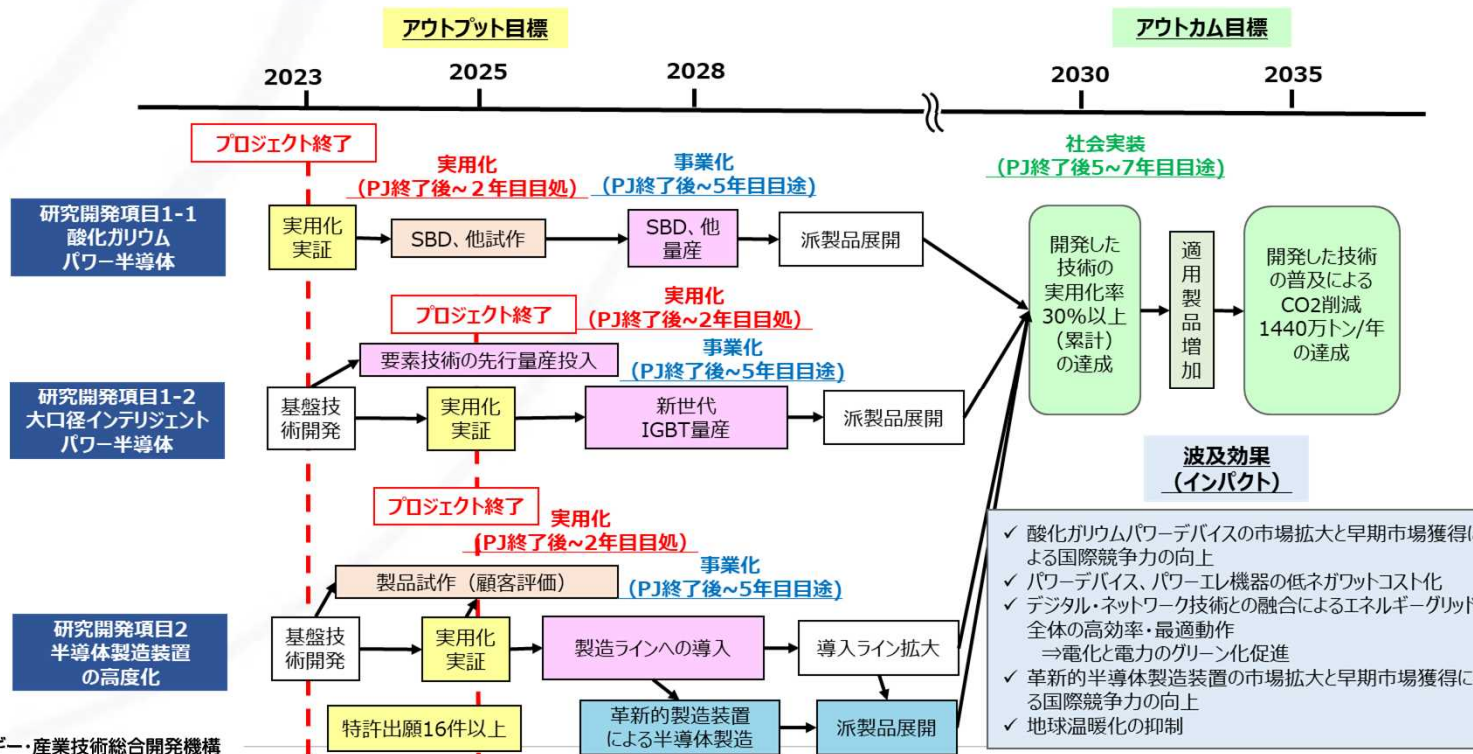 アウトプット目標
アウトカム目標
2023
2025
2028
2030
2035
プロジェクト終了
実用化
(PJ終了後~２年目目処)
事業化
(PJ終了後~5年目目途)
社会実装
(PJ終了後5~7年目目途)
研究開発項目1-1
酸化ガリウム
パワー半導体
実用化
実証
SBD、他試作
SBD、他
量産
派製品展開
開発した
技術の
実用化率
30%以上
(累計)
の達成
適
用
製
品
増
加
開発した技術
の普及による
CO2削減
1440万トン/年
の達成
プロジェクト終了
実用化
(PJ終了後~2年目目処)
要素技術の先行量産投入
事業化
(PJ終了後~5年目目途)
研究開発項目1-2
大口径インテリジェント
パワー半導体
基盤技
術開発
実用化
実証
新世代
IGBT量産
派製品展開
波及効果
(インパクト)
プロジェクト終了
実用化
(PJ終了後~2年目目処)
製品試作（顧客評価）
事業化
(PJ終了後~5年目目途)
研究開発項目2
半導体製造装置
の高度化
基盤技
術開発
実用化
実証
製造ラインへの導入
導入ライン拡大
特許出願16件以上
革新的製造装置
による半導体製造
派製品展開
✓ 酸化ガリウムパワーデバイスの市場拡大と早期市場獲得に
よる国際競争力の向上
✓ パワーデバイス、パワーエレ機器の低ネガワットコスト化
✓ デジタル・ネットワーク技術との融合によるエネルギーグリッド
全体の高効率・最適動作
⇒電化と電力のグリーン化促進
✓ 革新的半導体製造装置の市場拡大と早期市場獲得に
る国際競争力の向上
✓ 地球温暖化の抑制
ギー・産業技術総合開発機構